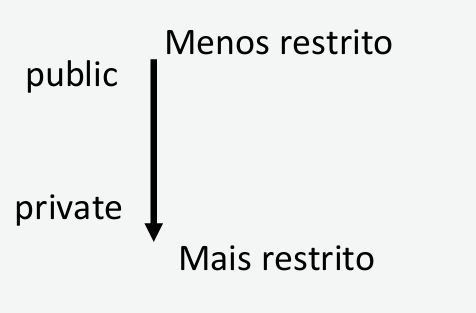 Menos restrito
public
private
Mais restrito